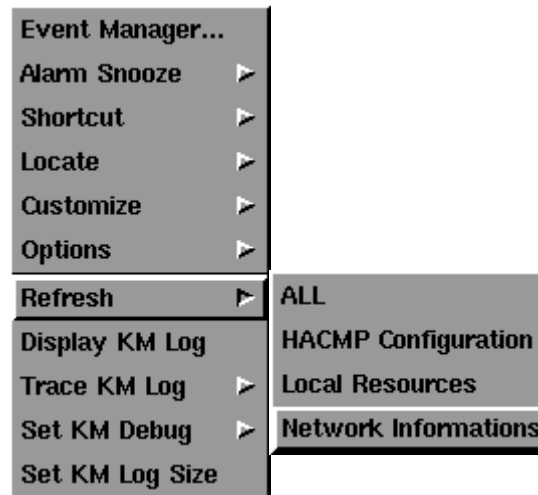 Event Manager...
Alarm Snooze
Shortcut
Locate
Customize
Options
Refresh
Display KM Log
Trace KM Log
Set KM Debug
Set KM Log Size
ALL
HACMP Configuration
Local Resources
Network Informations